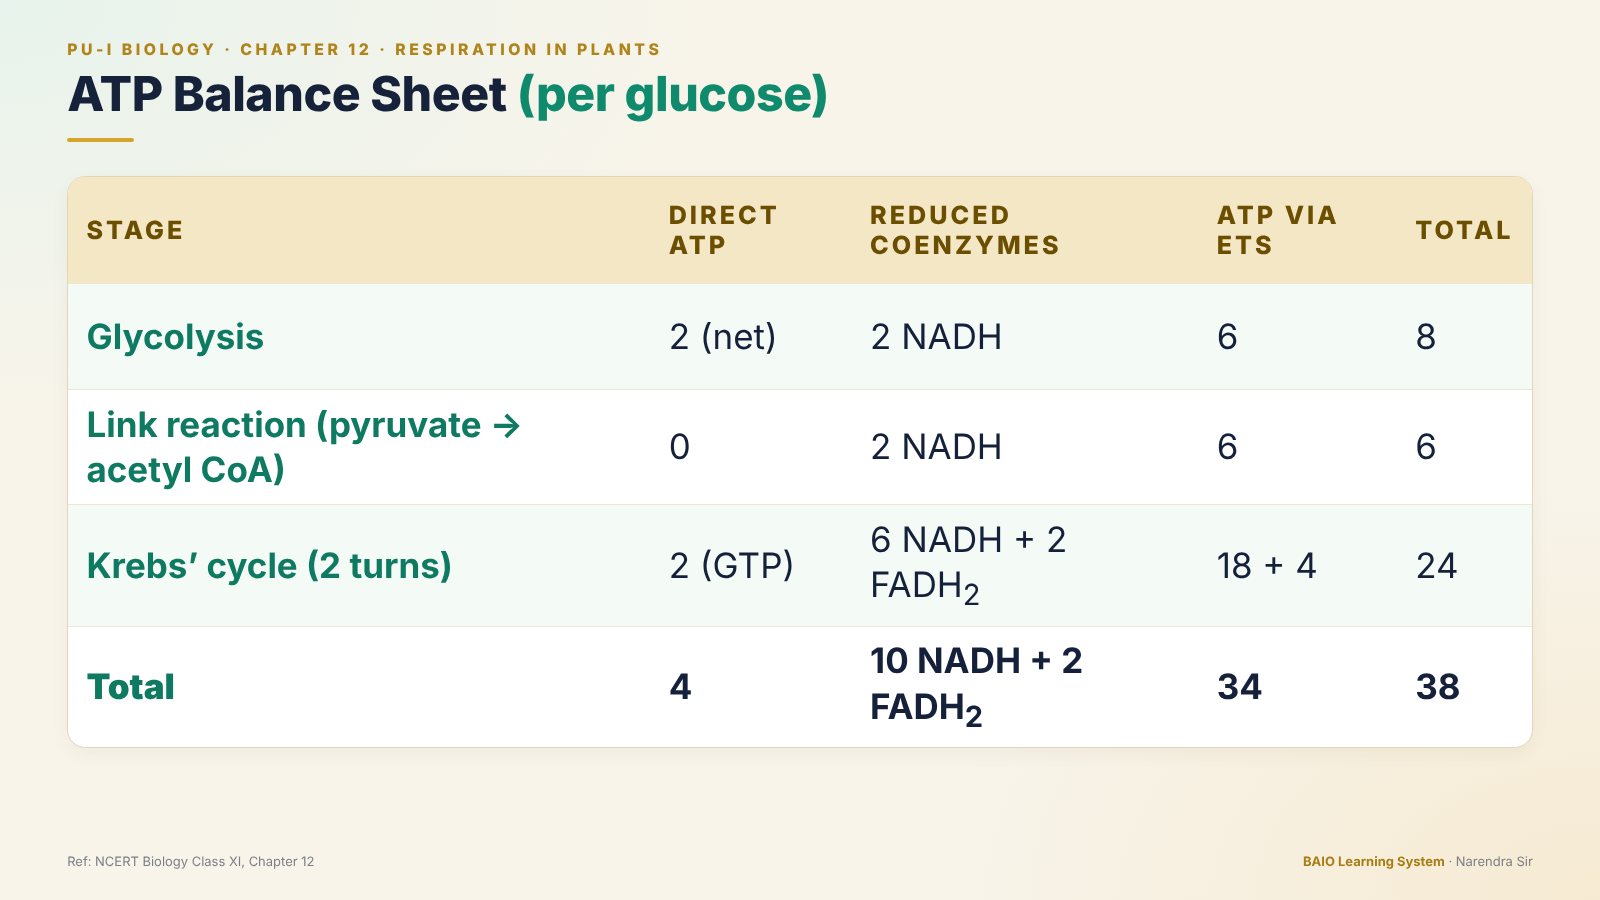 PU-I BIOLOGY · CHAPTER 12 · RESPIRATION IN PLANTS
ATP Balance Sheet (per glucose)
STAGE
DIRECT
ATP
REDUCED
COENZYMES
ATP VIA
ETS
TOTAL
Glycolysis
2 (net)
2 NADH
6
8
Link reaction (pyruvate →
acetyl CoA)
0
2 NADH
6
6
Krebs’ cycle (2 turns)
2 (GTP)
6 NADH + 2
FADH₂
18 + 4
24
Total
4
10 NADH + 2
FADH₂
34
38
Ref: NCERT Biology Class XI, Chapter 12
BAIO Learning System · Narendra Sir